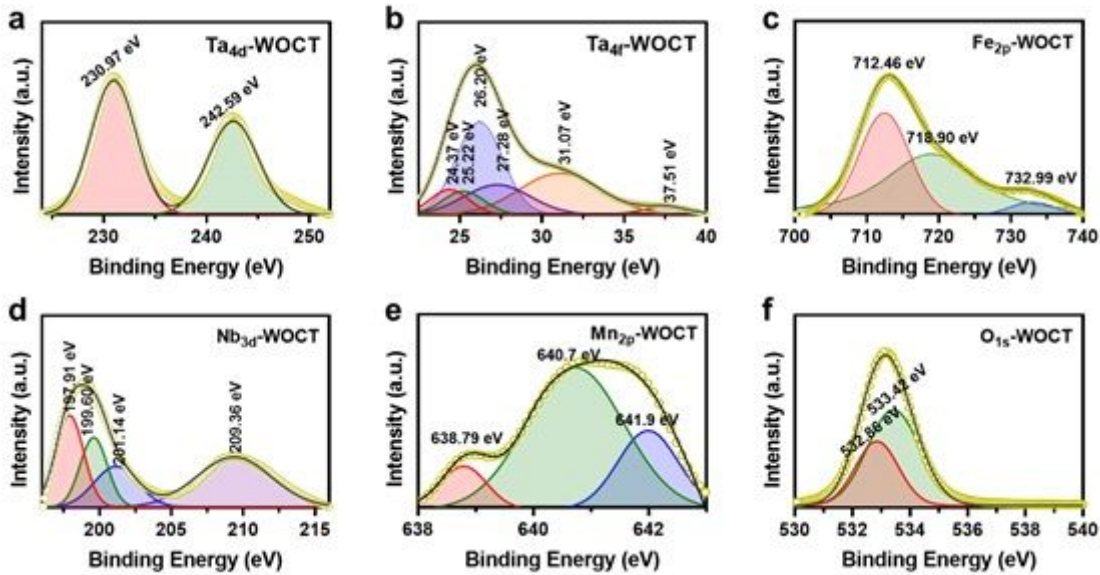 a
Ta4d-WOCT
230.97 eV
242.59 eV
Intensity (a.u.)
230 240 250
Binding Energy (eV)
b
Ta4f-WOCT
24.37 eV
25.22 eV
26.20 eV
27.28 eV
31.07 eV
37.51 eV
Intensity (a.u.)
25 30 35 40
Binding Energy (eV)
c
Fe2p-WOCT
712.46 eV
718.90 eV
732.99 eV
Intensity (a.u.)
700 710 720 730 740
Binding Energy (eV)
d
Nb3d-WOCT
197.91 eV
199.60 eV
201.14 eV
209.36 eV
Intensity (a.u.)
200 205 210 215
Binding Energy (eV)
e
Mn2p-WOCT
638.79 eV
640.7 eV
641.9 eV
Intensity (a.u.)
638 640 642
Binding Energy (eV)
f
O1s-WOCT
533.42 eV
532.86 eV
Intensity (a.u.)
530 532 534 536 538 540
Binding Energy (eV)